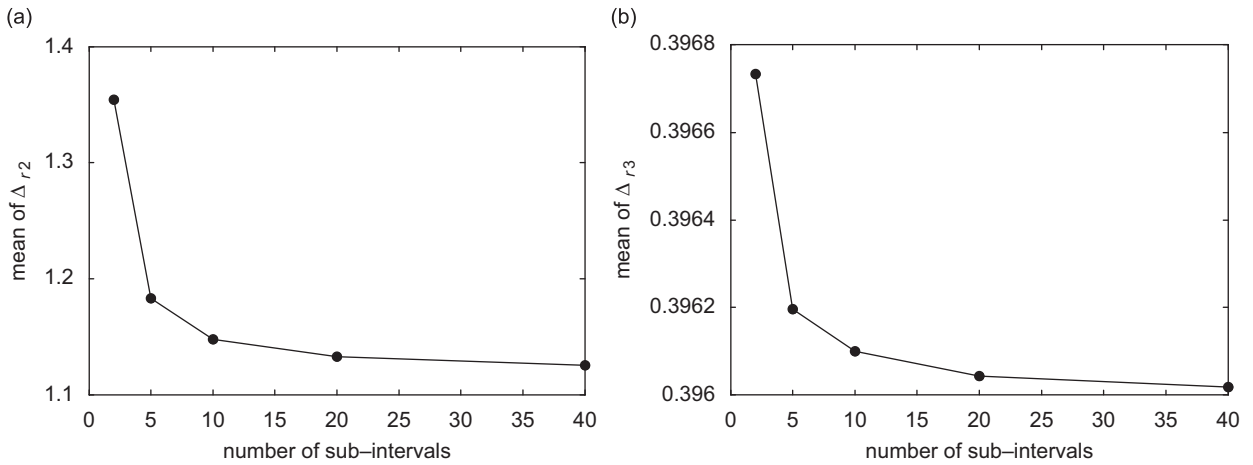 (a)
1.4
1.3
1.2
1.1
mean of Δ r2
0 5 10 15 20 25 30 35 40
number of sub–intervals
(b)
0.3968
0.3966
0.3964
0.3962
0.396
mean of Δ r3
0 5 10 15 20 25 30 35 40
number of sub–intervals